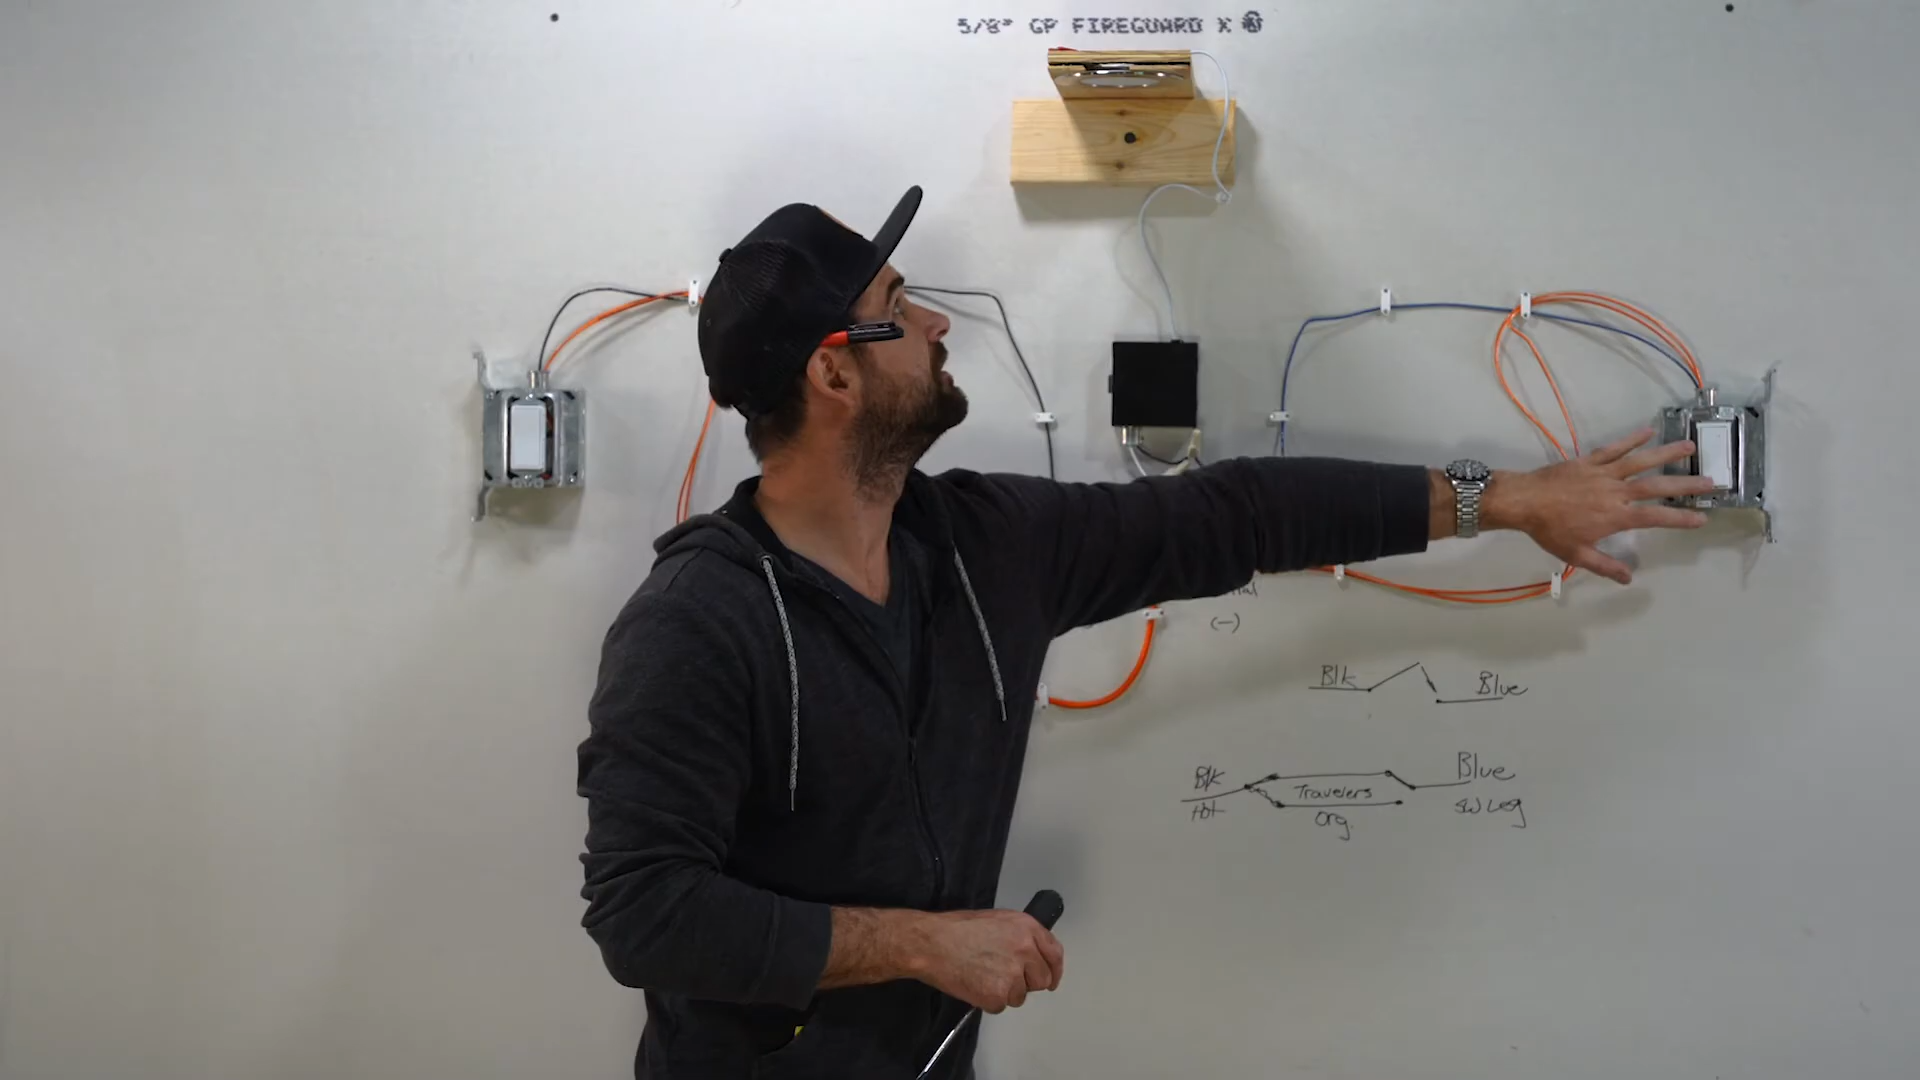 5/8" GP FIREGUARD X
(—)
Blk Blue
Blk Blue
Travelers
Hot Sw Leg
Org.